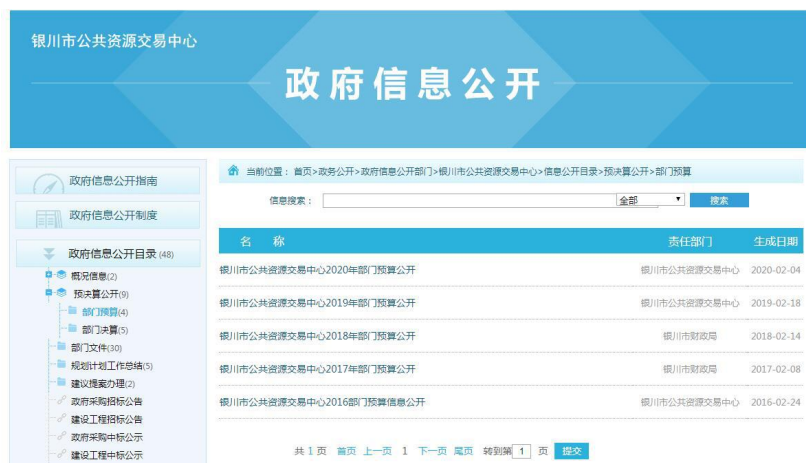 银川市公共资源交易中心
政府信息公开
政府信息公开指南
政府信息公开制度
政府信息公开目录(48)
概况信息(2)
预决算公开(9)
部门预算(4)
部门决算(5)
部门文件(30)
规划计划工作总结(5)
建议提案办理(2)
政府采购招标公告
建设工程招标公告
政府采购中标公示
建设工程中标公示
当前位置：首页>政务公开>政府信息公开部门>银川市公共资源交易中心>信息公开目录>预决算公开>部门预算
信息搜索： 全部 搜索
名 称 责任部门 生成日期
银川市公共资源交易中心2020年部门预算公开 银川市公共资源交易中心 2020-02-04
银川市公共资源交易中心2019年部门预算公开 银川市公共资源交易中心 2019-02-18
银川市公共资源交易中心2018年部门预算公开 银川市财政局 2018-02-14
银川市公共资源交易中心2017年部门预算公开 银川市财政局 2017-02-08
银川市公共资源交易中心2016部门预算信息公开 银川市公共资源交易中心 2016-02-24
共1页 首页 上一页 1 下一页 尾页 转到第 1 页 提交